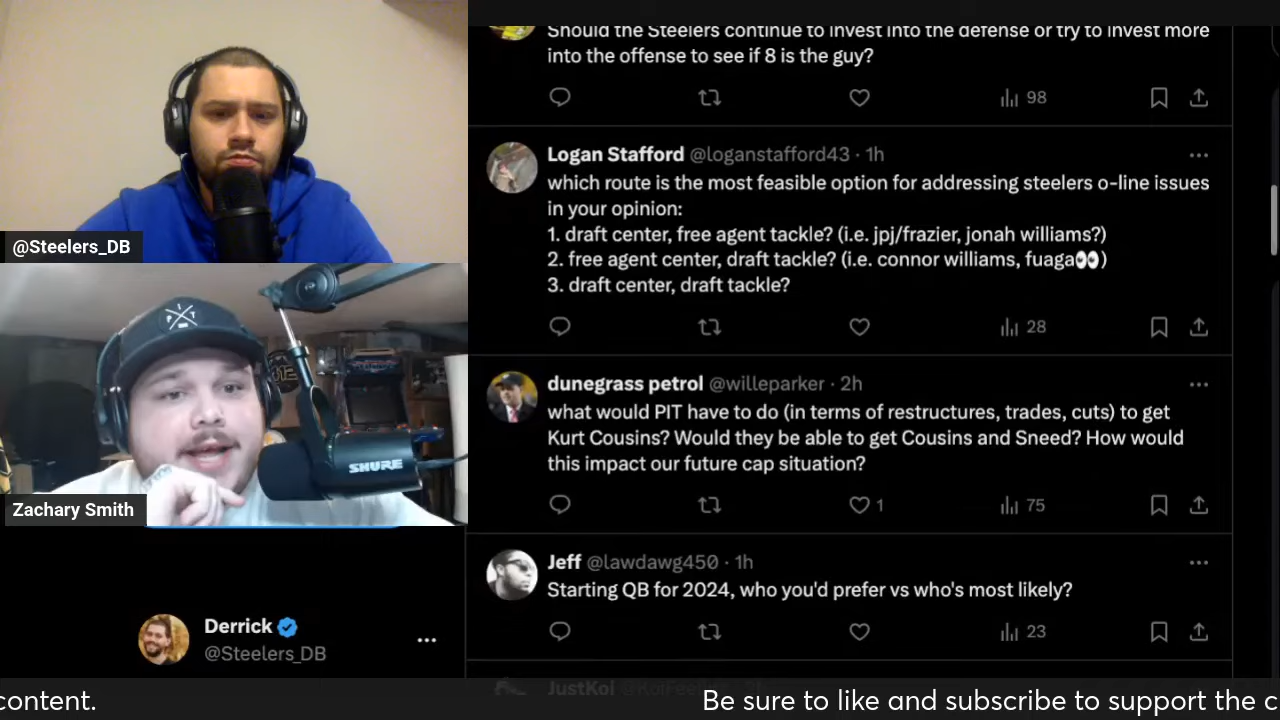 @Steelers_DB
PIT
SHURE
Zachary Smith
Derrick
@Steelers_DB
Should the Steelers continue to invest into the defense or try to invest more
into the offense to see if 8 is the guy?
98
Logan Stafford @loganstafford43 · 1h
which route is the most feasible option for addressing steelers o-line issues
in your opinion:
1. draft center, free agent tackle? (i.e. jpj/frazier, jonah williams?)
2. free agent center, draft tackle? (i.e. connor williams, fuaga👀)
3. draft center, draft tackle?
28
dunegrass petrol @willeparker · 2h
what would PIT have to do (in terms of restructures, trades, cuts) to get
Kurt Cousins? Would they be able to get Cousins and Sneed? How would
this impact our future cap situation?
1 75
Jeff @lawdawg450 · 1h
Starting QB for 2024, who you'd prefer vs who's most likely?
23
JustKoi
content. Be sure to like and subscribe to support the c